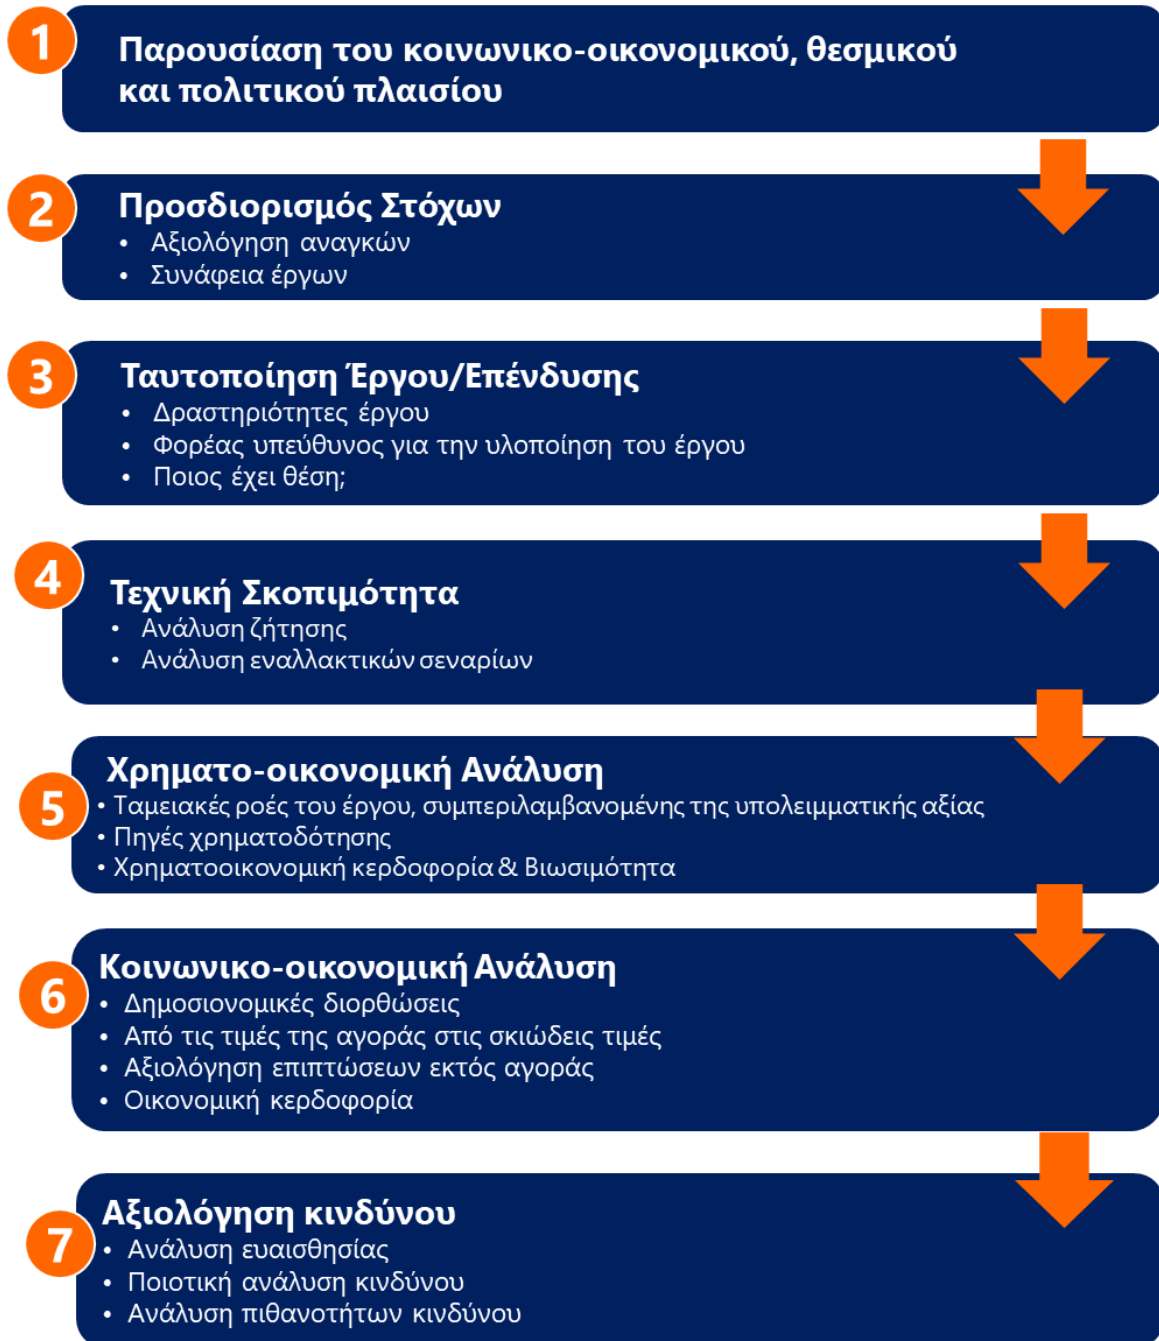 1
Παρουσίαση του κοινωνικο-οικονομικού, θεσμικού
και πολιτικού πλαισίου
2
Προσδιορισμός Στόχων
• Αξιολόγηση αναγκών
• Συνάφεια έργων
3
Ταυτοποίηση Έργου/Επένδυσης
• Δραστηριότητες έργου
• Φορέας υπεύθυνος για την υλοποίηση του έργου
• Ποιος έχει θέση;
4
Τεχνική Σκοπιμότητα
• Ανάλυση ζήτησης
• Ανάλυση εναλλακτικών σεναρίων
5
Χρηματο-οικονομική Ανάλυση
• Ταμειακές ροές του έργου, συμπεριλαμβανομένης της υπολειμματικής αξίας
• Πηγές χρηματοδότησης
• Χρηματοοικονομική κερδοφορία & Βιωσιμότητα
6
Κοινωνικο-οικονομική Ανάλυση
• Δημοσιονομικές διορθώσεις
• Από τις τιμές της αγοράς στις σκιώδεις τιμές
• Αξιολόγηση επιπτώσεων εκτός αγοράς
• Οικονομική κερδοφορία
7
Αξιολόγηση κινδύνου
• Ανάλυση ευαισθησίας
• Ποιοτική ανάλυση κινδύνου
• Ανάλυση πιθανοτήτων κινδύνου